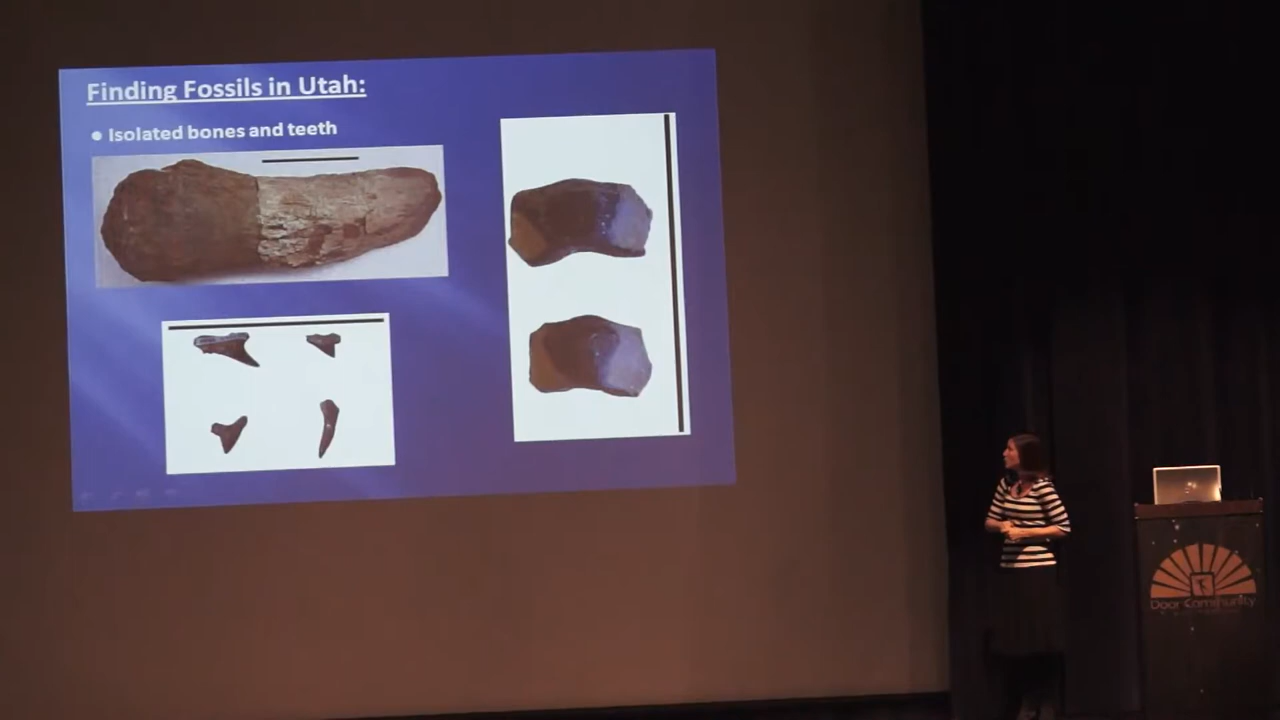 Finding Fossils in Utah:
Isolated bones and teeth
Door Community